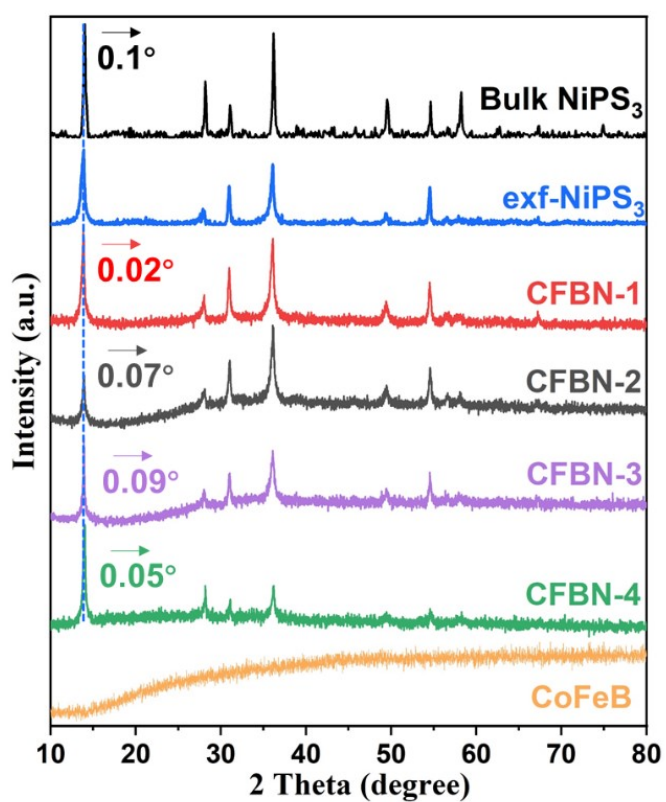 0.1°
Bulk NiPS₃
exf-NiPS₃
0.02°
CFBN-1
0.07°
CFBN-2
0.09°
CFBN-3
0.05°
CFBN-4
CoFeB
Intensity (a.u.)
10 20 30 40 50 60 70 80
2 Theta (degree)